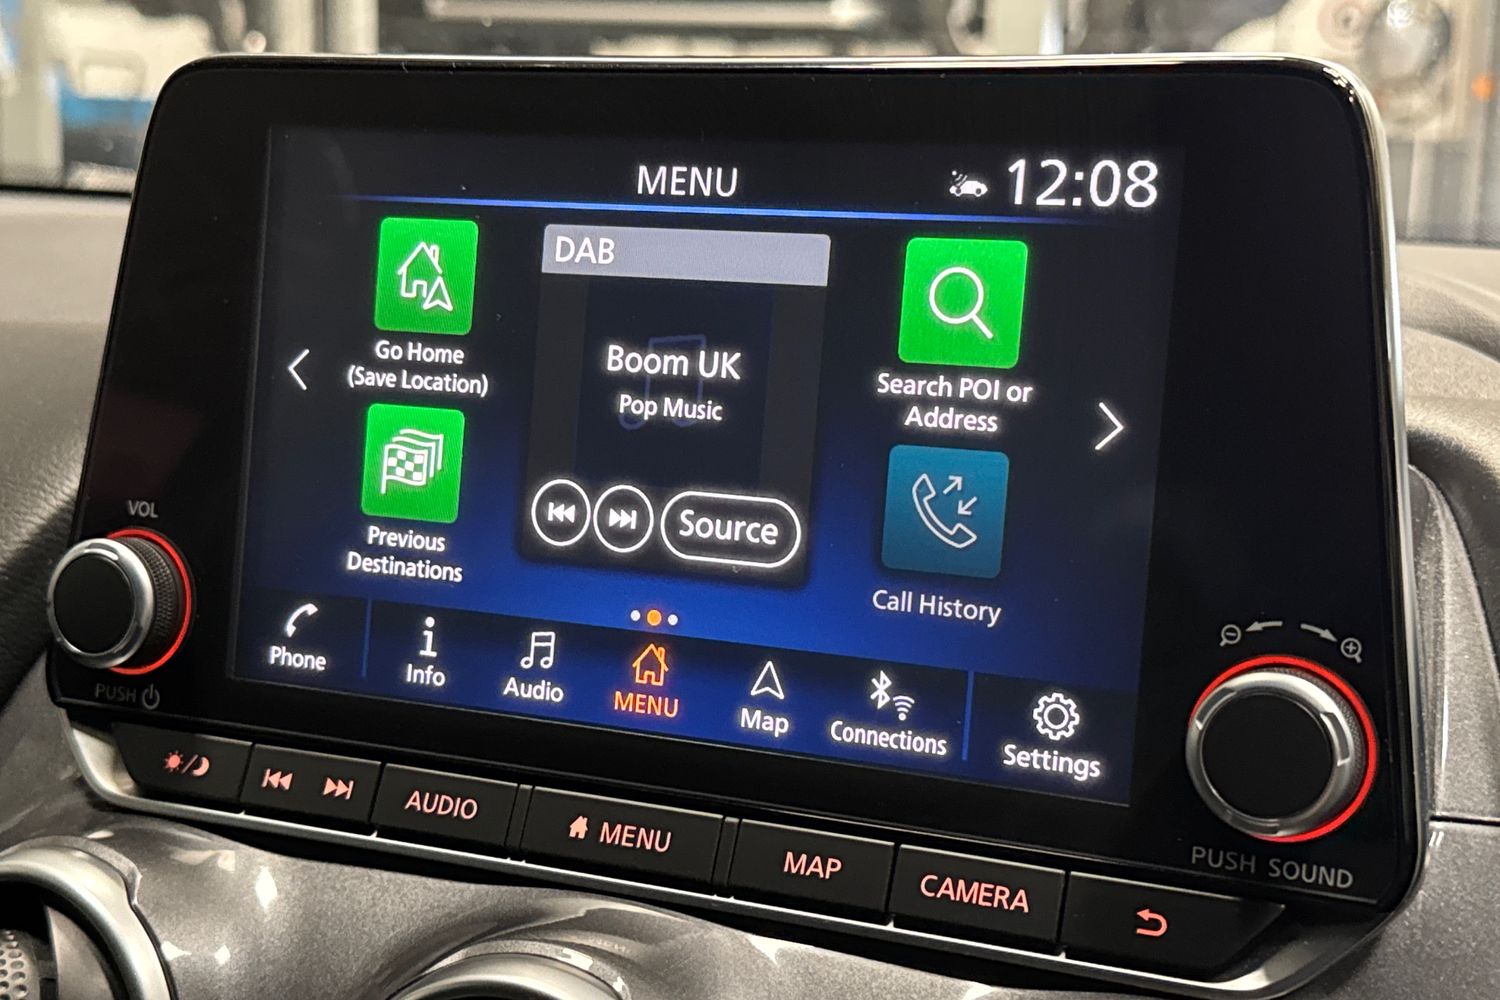 MENU
12:08
DAB
Go Home
(Save Location)
Boom UK
Pop Music
Search POI or
Address
Previous
Destinations
Source
Call History
VOL
PUSH
Phone
Info
Audio
MENU
Map
Connections
Settings
AUDIO
MENU
MAP
CAMERA
PUSH SOUND